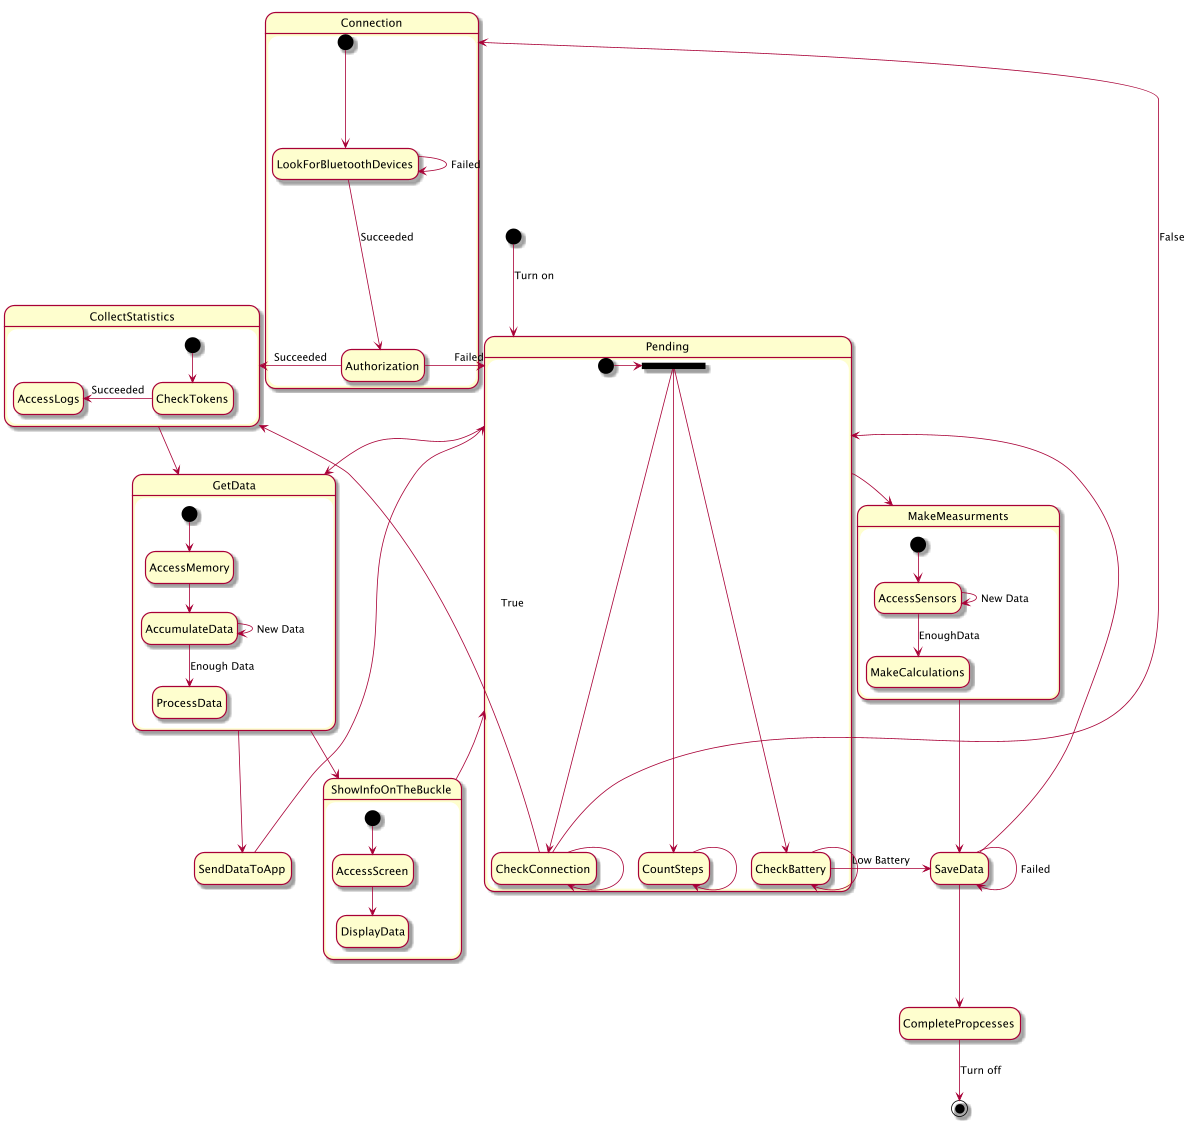 Connection
LookForBluetoothDevices
Failed
Succeeded
False
Turn on
CollectStatistics
Pending
Succeeded
Authorization
Failed
AccessLogs
Succeeded
CheckTokens
GetData
MakeMeasurments
AccessMemory
AccessSensors
New Data
True
AccumulateData
New Data
EnoughData
Enough Data
MakeCalculations
ProcessData
ShowInfoOnTheBuckle
SendDataToApp
AccessScreen
CheckConnection
CountSteps
CheckBattery
Low Battery
SaveData
Failed
DisplayData
CompletePropcesses
Turn off